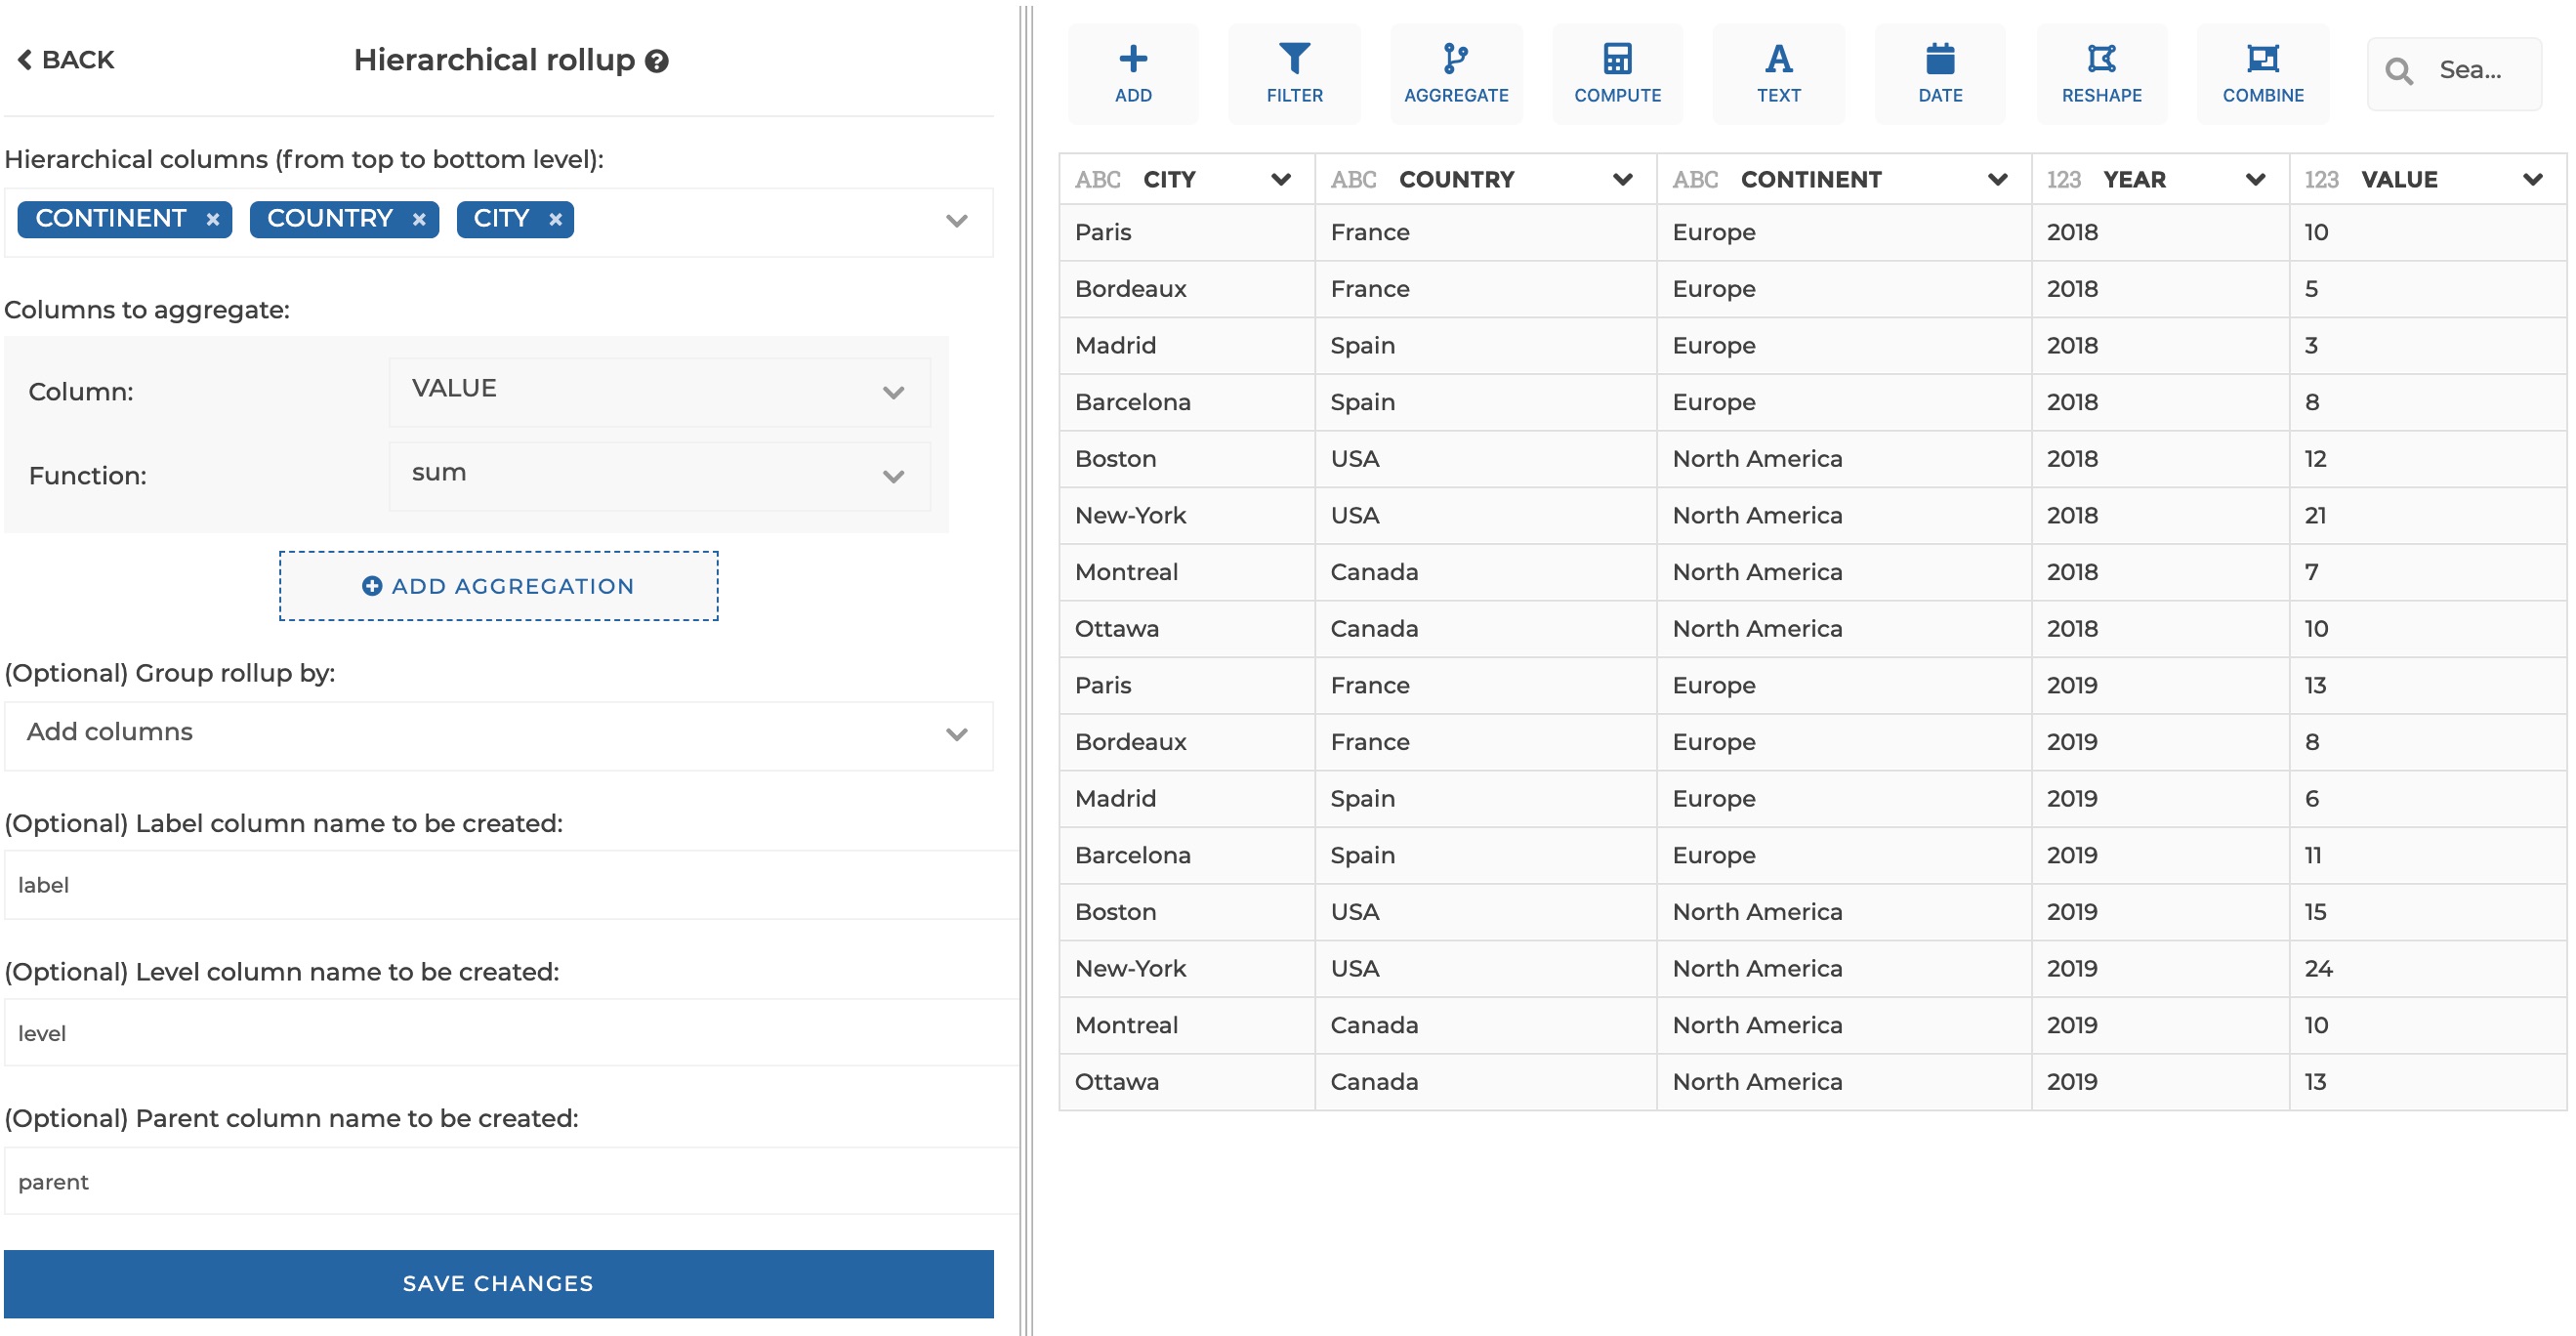 BACK
Hierarchical rollup
Hierarchical columns (from top to bottom level):
CONTINENT × COUNTRY × CITY ×
Columns to aggregate:
Column: VALUE
Function: sum
ADD AGGREGATION
(Optional) Group rollup by:
Add columns
(Optional) Label column name to be created:
label
(Optional) Level column name to be created:
level
(Optional) Parent column name to be created:
parent
SAVE CHANGES
ADD FILTER AGGREGATE COMPUTE TEXT DATE RESHAPE COMBINE Sea...
ABC CITY ABC COUNTRY ABC CONTINENT 123 YEAR 123 VALUE
Paris France Europe 2018 10
Bordeaux France Europe 2018 5
Madrid Spain Europe 2018 3
Barcelona Spain Europe 2018 8
Boston USA North America 2018 12
New-York USA North America 2018 21
Montreal Canada North America 2018 7
Ottawa Canada North America 2018 10
Paris France Europe 2019 13
Bordeaux France Europe 2019 8
Madrid Spain Europe 2019 6
Barcelona Spain Europe 2019 11
Boston USA North America 2019 15
New-York USA North America 2019 24
Montreal Canada North America 2019 10
Ottawa Canada North America 2019 13